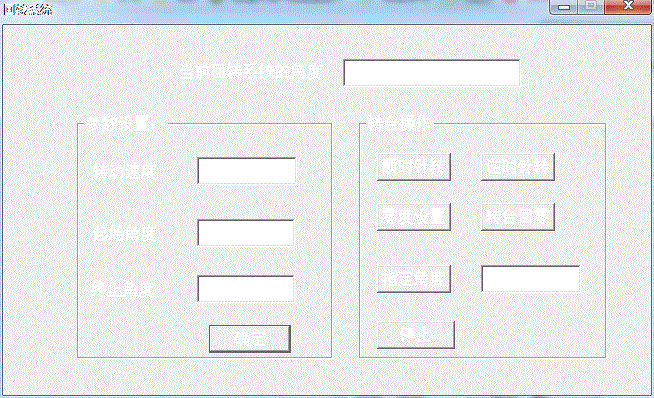 回转系统
当前回转系统的角度
参数设置：
转动速度
起始角度
终止角度
确定
转台操作
顺时针转
逆时针转
零度设置
转台回零
指定角度
停止